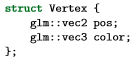 struct Vertex {
    glm::vec2 pos;
    glm::vec3 color;
};